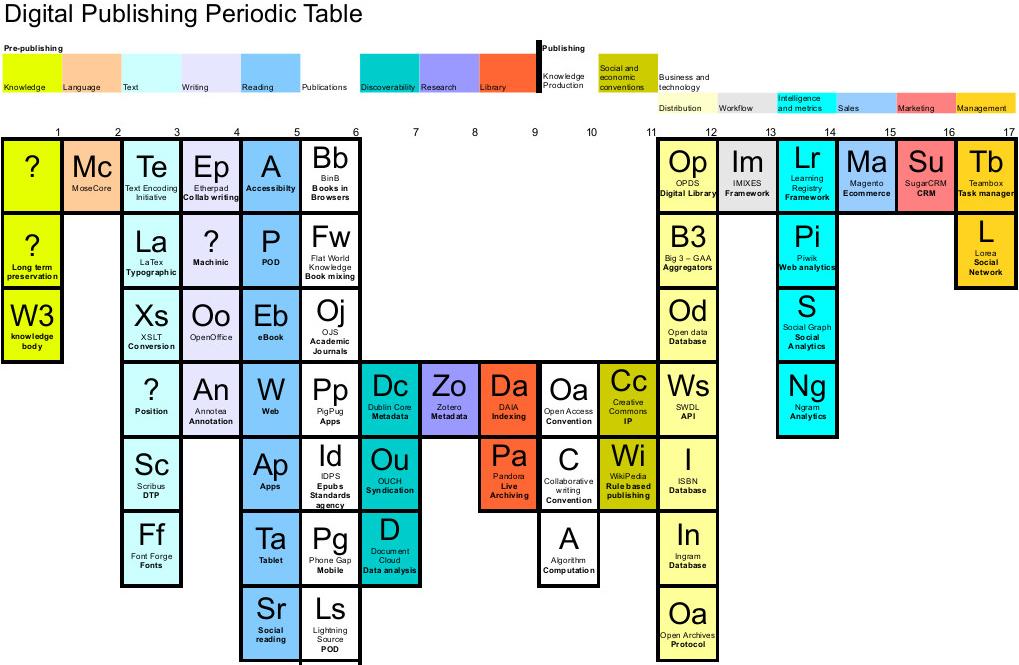 Digital Publishing Periodic Table
Pre-publishing
Publishing
Knowledge
Language
Text
Writing
Reading
Publications
Discoverability
Research
Library
Knowledge
Production
Social and
economic
conventions
Business and
technology
Distribution
Workflow
Intelligence
and metrics
Sales
Marketing
Management
1 2 3 4 5 6 7 8 9 10 11 12 13 14 15 16 17
?
Mc
MoseCore
Te
Text Encoding
Initiative
Ep
Etherpad
Collab writing
A
Accessibilty
Bb
BinB
Books in
Browsers
Op
OPDS
Digital Library
Im
IMIXES
Framework
Lr
Learning
Registry
Framework
Ma
Magento
Ecommerce
Su
SugarCRM
CRM
Tb
Teambox
Task manager
?
Long term
preservation
La
LaTex
Typographic
?
Machinic
P
POD
Fw
Flat World
Knowledge
Book mixing
B3
Big 3 – GAA
Aggregators
Pi
Piwik
Web analytics
L
Lorea
Social
Network
W3
knowledge
body
Xs
XSLT
Conversion
Oo
OpenOffice
Eb
eBook
Oj
OJS
Academic
Journals
Od
Open data
Database
S
Social Graph
Social
Analytics
?
Position
An
Annotea
Annotation
W
Web
Pp
PigPug
Apps
Dc
Dublin Core
Metadata
Zo
Zotero
Metadata
Da
DAIA
Indexing
Oa
Open Access
Convention
Cc
Creative
Commons
IP
Ws
SWDL
API
Ng
Ngram
Analytics
Sc
Scribus
DTP
Ap
Apps
Id
IDPS
Epubs
Standards
agency
Ou
OUCH
Syndication
Pa
Pandora
Live
Archiving
C
Collaborative
writing
Convention
Wi
WikiPedia
Rule based
publishing
I
ISBN
Database
Ff
Font Forge
Fonts
Ta
Tablet
Pg
Phone Gap
Mobile
D
Document
Cloud
Data analysis
A
Algorithm
Computation
In
Ingram
Database
Sr
Social
reading
Ls
Lightning
Source
POD
Oa
Open Archives
Protocol